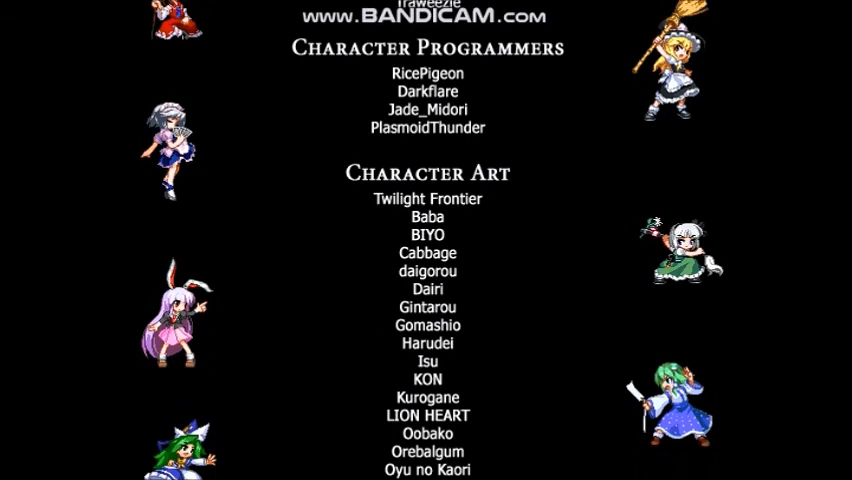 Traweezie
www.BANDICAM.com
Character Programmers
RicePigeon
Darkflare
Jade_Midori
PlasmoidThunder
Character Art
Twilight Frontier
Baba
BIYO
Cabbage
daigorou
Dairi
Gintarou
Gomashio
Harudei
Isu
KON
Kurogane
LION HEART
Oobako
Orebalgum
Oyu no Kaori